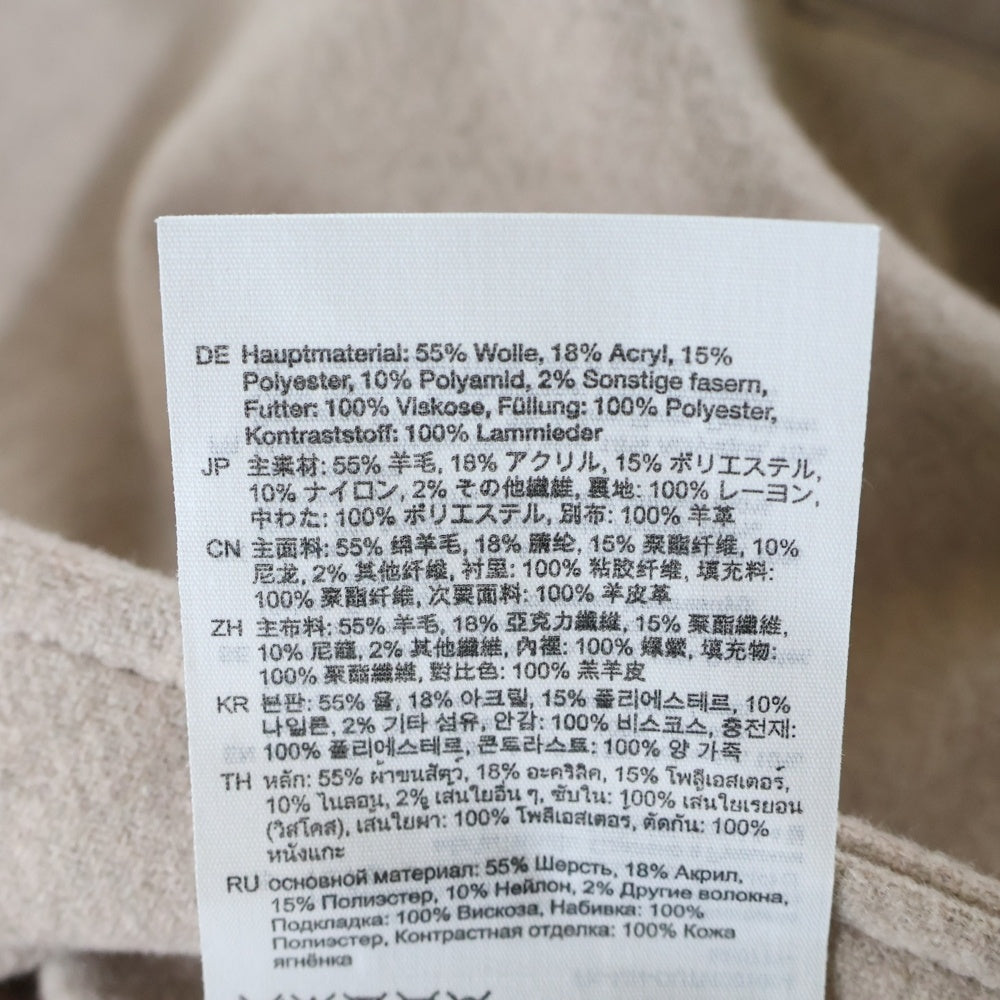 DE Hauptmaterial: 55% Wolle, 18% Acryl, 15%
Polyester, 10% Polyamid, 2% Sonstige fasern,
Futter: 100% Viskose, Füllung: 100% Polyester,
Kontraststoff: 100% Lammleder
JP 主素材: 55% 羊毛, 18% アクリル, 15% ポリエステル,
10% ナイロン, 2% その他繊維, 裏地: 100% レーヨン,
中わた: 100% ポリエステル, 別布: 100% 羊革
CN 主面料: 55% 绵羊毛, 18% 腈纶, 15% 聚酯纤维, 10%
尼龙, 2% 其他纤维, 衬里: 100% 粘胶纤维, 填充料:
100% 聚酯纤维, 次要面料: 100% 羊皮革
ZH 主布料: 55% 羊毛, 18% 亞克力纖維, 15% 聚酯纖維,
10% 尼龍, 2% 其他纖維, 內裡: 100% 嫘縈, 填充物:
100% 聚酯纖維, 對比色: 100% 羔羊皮
KR 본판: 55% 울, 18% 아크릴, 15% 폴리에스테르, 10%
나일론, 2% 기타 섬유, 안감: 100% 비스코스, 충전재:
100% 폴리에스테르, 콘트라스트: 100% 양 가죽
TH หลัก: 55% ผ้าขนสัตว์, 18% อะคริลิค, 15% โพลีเอสเตอร์,
10% ไนลอน, 2% เส้นใยอื่น ๆ, ซับใน: 100% เส้นใยเรยอน
(วิสโคส), เส้นใยผ้า: 100% โพลีเอสเตอร, ตัดกัน: 100%
หนังแกะ
RU основной материал: 55% Шерсть, 18% Акрил,
15% Полиэстер, 10% Нейлон, 2% Другие волокна,
Подкладка: 100% Вискоза, Набивка: 100%
Полиэстер, Контрастная отделка: 100% Кожа
ягнёнка